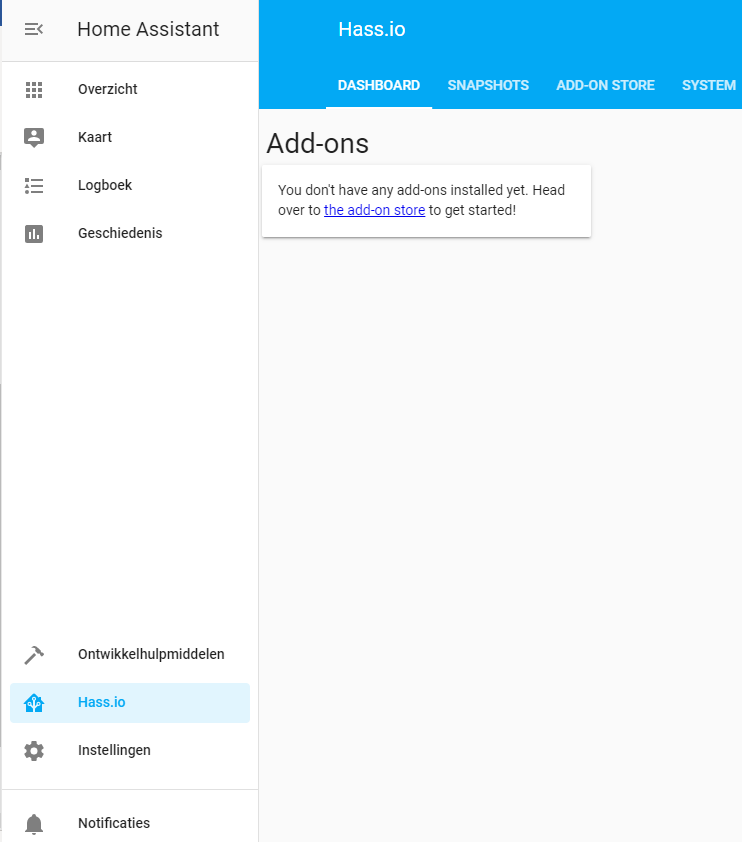 Home Assistant
Overzicht
Kaart
Logboek
Geschiedenis
Ontwikkelhulpmiddelen
Hass.io
Instellingen
Notificaties
Hass.io
DASHBOARD SNAPSHOTS ADD-ON STORE SYSTEM
Add-ons
You don't have any add-ons installed yet. Head
over to the add-on store to get started!